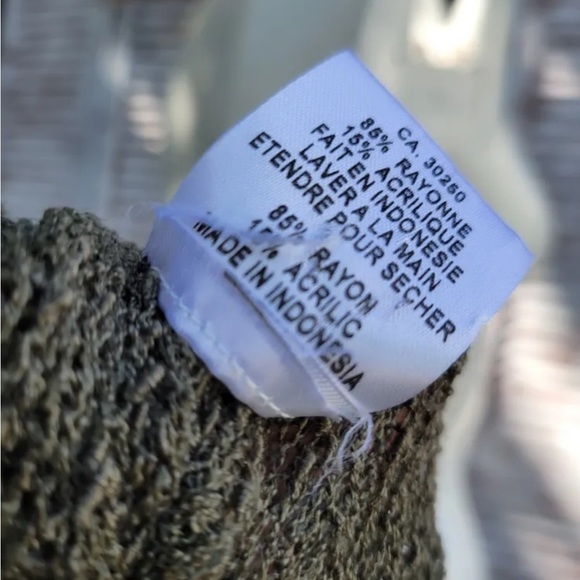 CA. 30260
85% RAYONNE
15% ACRILIQUE
FAIT EN INDONESIE
LAVER A LA MAIN
ETENDRE POUR SECHER
85% RAYON
15% ACRILIC
MADE IN INDONESIA